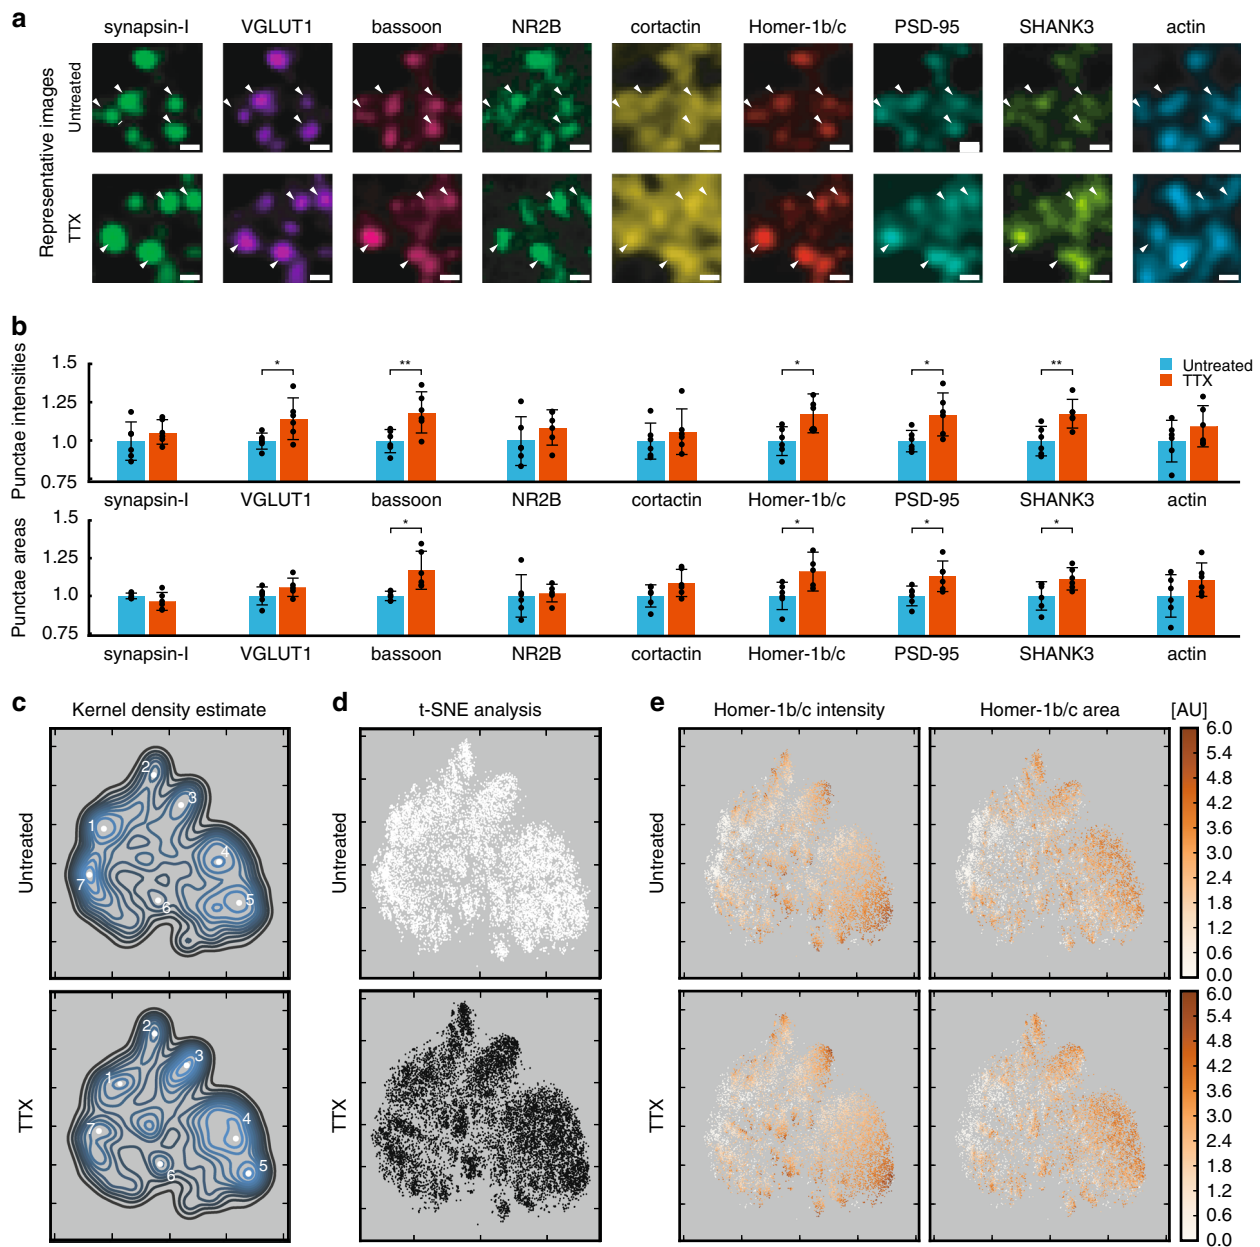 a
synapsin-I VGLUT1 bassoon NR2B cortactin Homer-1b/c PSD-95 SHANK3 actin
Representative images
Untreated
TTX
b
Punctae intensities
1.5
1.25
1.0
0.75
* ** * * **
Untreated
TTX
synapsin-I VGLUT1 bassoon NR2B cortactin Homer-1b/c PSD-95 SHANK3 actin
Punctae areas
1.5
1.25
1.0
0.75
* * * *
synapsin-I VGLUT1 bassoon NR2B cortactin Homer-1b/c PSD-95 SHANK3 actin
c
Kernel density estimate
Untreated
2
3
1
4
7
5
6
TTX
2
3
1
4
7
5
6
d
t-SNE analysis
Untreated
TTX
e
Homer-1b/c intensity Homer-1b/c area [AU]
Untreated
6.0
5.4
4.8
4.2
3.6
3.0
2.4
1.8
1.2
0.6
0.0
TTX
6.0
5.4
4.8
4.2
3.6
3.0
2.4
1.8
1.2
0.6
0.0